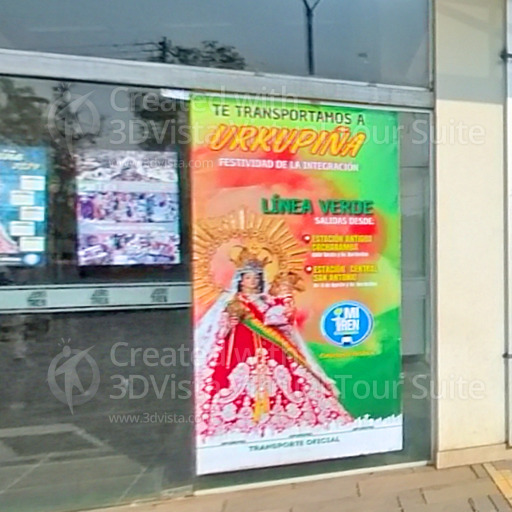 TE TRANSPORTAMOS A
URKUPIÑA
FESTIVIDAD DE LA INTEGRACIÓN
LÍNEA VERDE
SALIDAS DESDE:
ESTACIÓN
ESTACIÓN CENTRAL
SAN ANTONIO
MI
TREN
TRANSPORTE OFICIAL
Created with
3DVista Virtual Tour Suite
www.3dvista.com
Created with
3DVista Virtual Tour Suite
www.3dvista.com